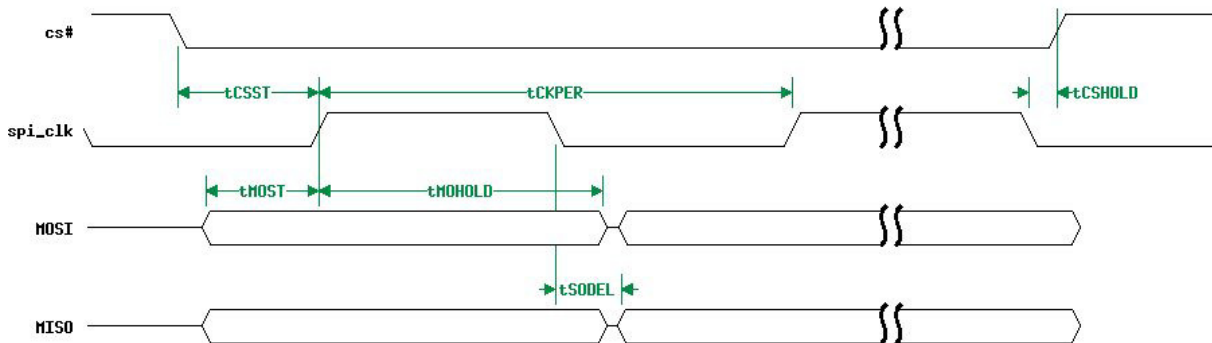 cs#
tCSST
tCKPER
tCSHOLD
spi_clk
tMOST
tMOHOLD
MOSI
tSODEL
MISO